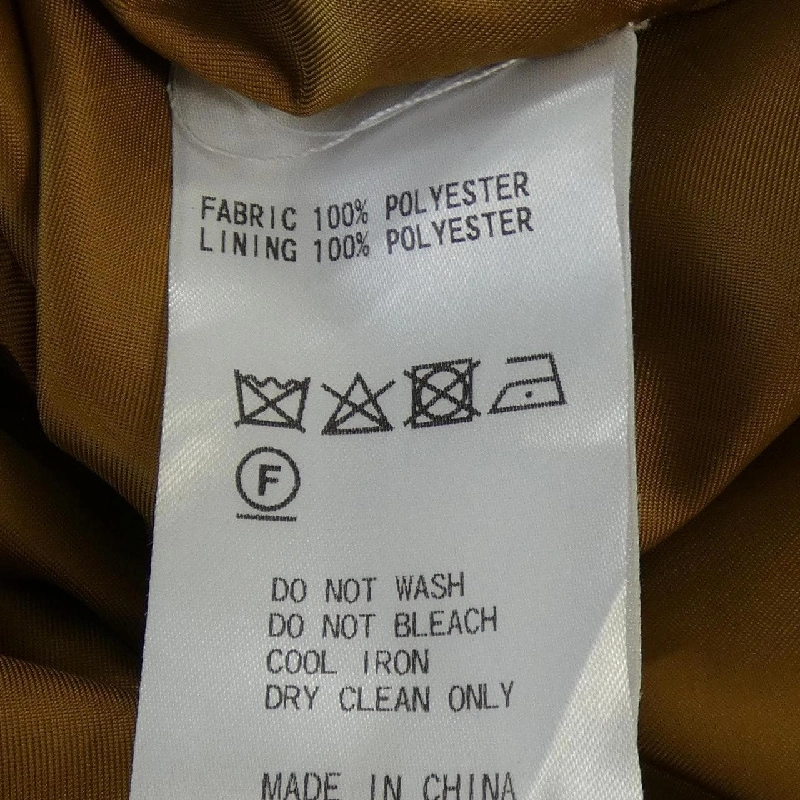 FABRIC 100% POLYESTER
LINING 100% POLYESTER
F
DO NOT WASH
DO NOT BLEACH
COOL IRON
DRY CLEAN ONLY
MADE IN CHINA